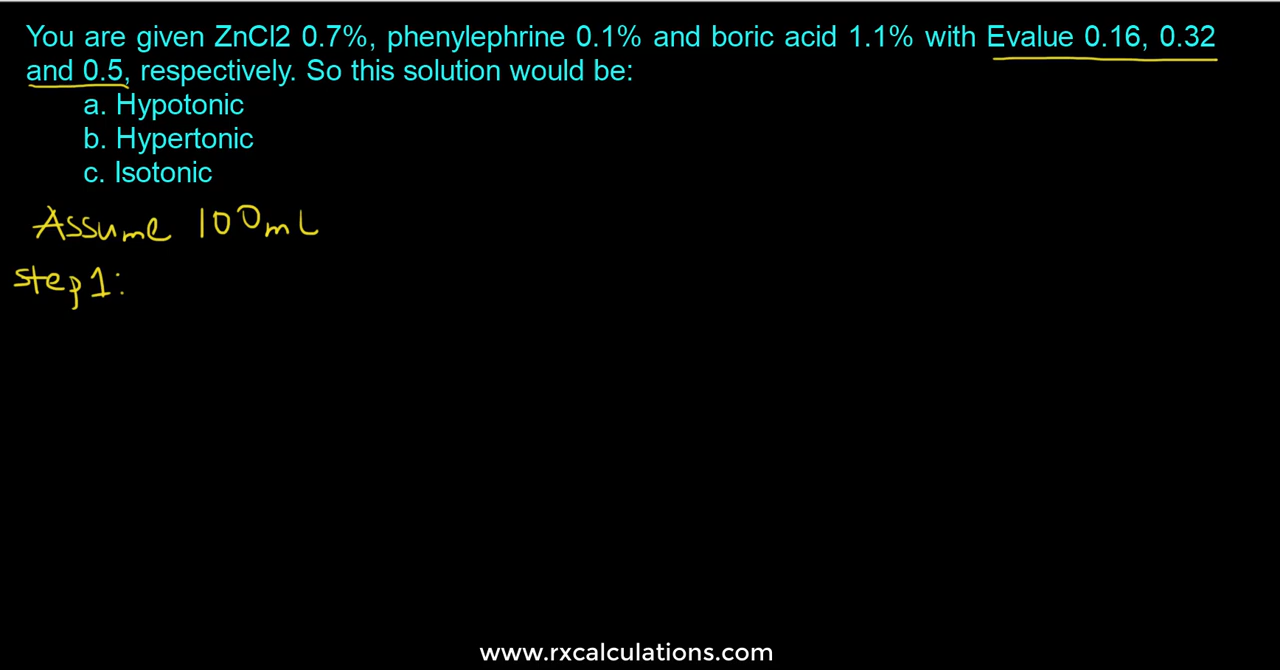 You are given ZnCl2 0.7%, phenylephrine 0.1% and boric acid 1.1% with Evalue 0.16, 0.32
and 0.5, respectively. So this solution would be:
a. Hypotonic
b. Hypertonic
c. Isotonic
Assume 100mL
Step1:
www.rxcalculations.com